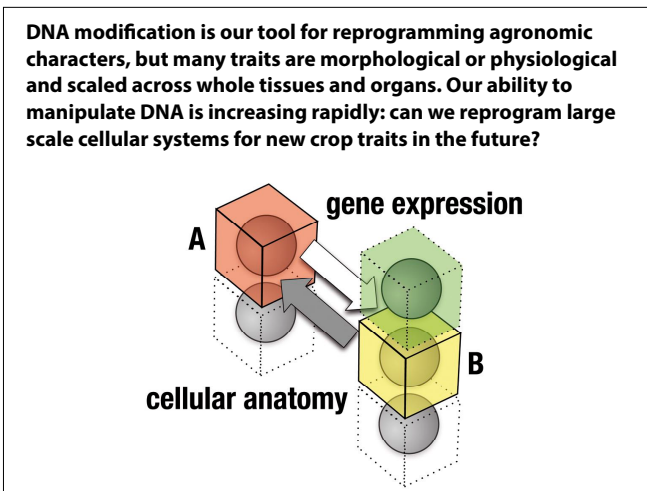 DNA modification is our tool for reprogramming agronomic
characters, but many traits are morphological or physiological
and scaled across whole tissues and organs. Our ability to
manipulate DNA is increasing rapidly: can we reprogram large
scale cellular systems for new crop traits in the future?
gene expression
A
B
cellular anatomy